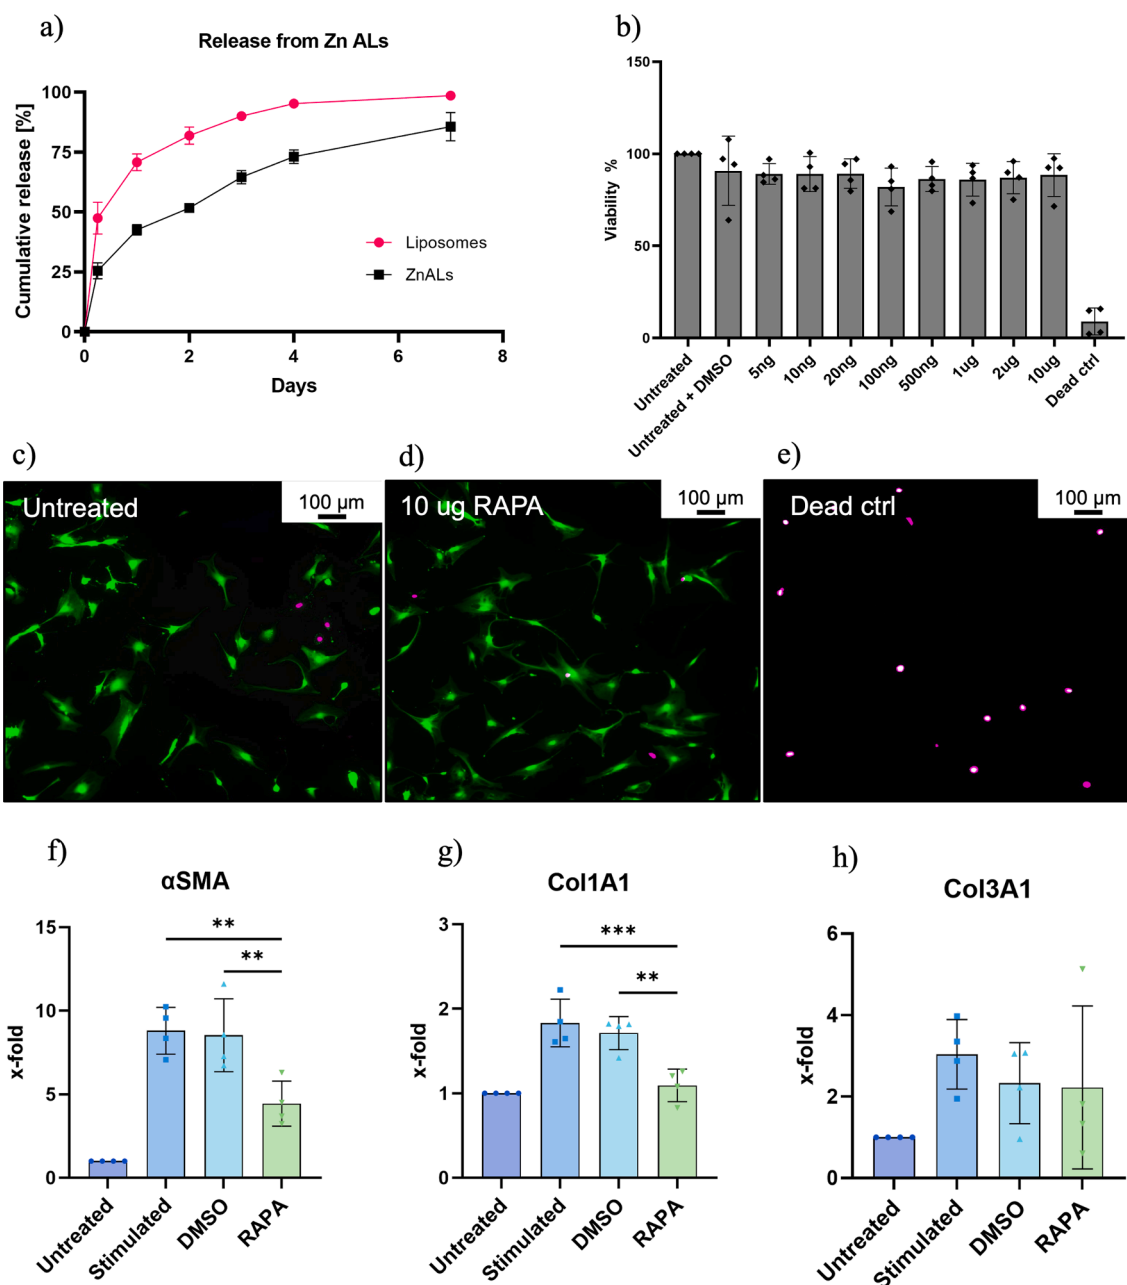 a)
Release from Zn ALs
Cumulative release [%]
100
75
50
25
0
0
2
4
6
8
Days
Liposomes
ZnALs
b)
Viability %
150
100
50
0
Untreated
Untreated + DMSO
5ng
10ng
20ng
100ng
500ng
1ug
2ug
10ug
Dead ctrl
c)
Untreated
100 µm
d)
10 ug RAPA
100 µm
e)
Dead ctrl
100 µm
f)
αSMA
x-fold
15
10
5
0
**
**
Untreated
Stimulated
DMSO
RAPA
g)
Col1A1
x-fold
3
2
1
0
***
**
Untreated
Stimulated
DMSO
RAPA
h)
Col3A1
x-fold
6
4
2
0
Untreated
Stimulated
DMSO
RAPA